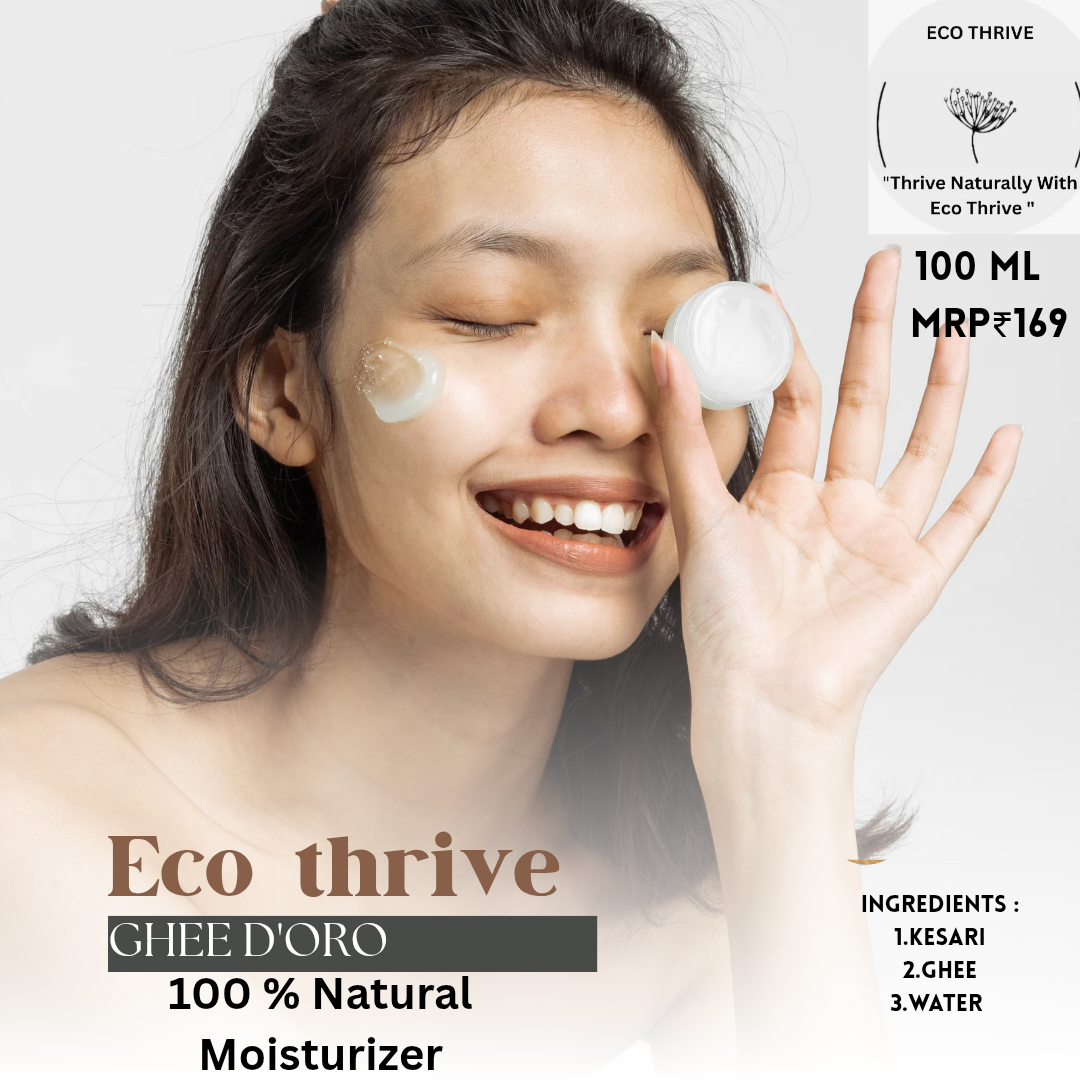 ECO THRIVE
"Thrive Naturally With
Eco Thrive "
100 ML
MRP₹169
Eco thrive
GHEE D'ORO
100 % Natural
Moisturizer
INGREDIENTS :
1.KESARI
2.GHEE
3.WATER